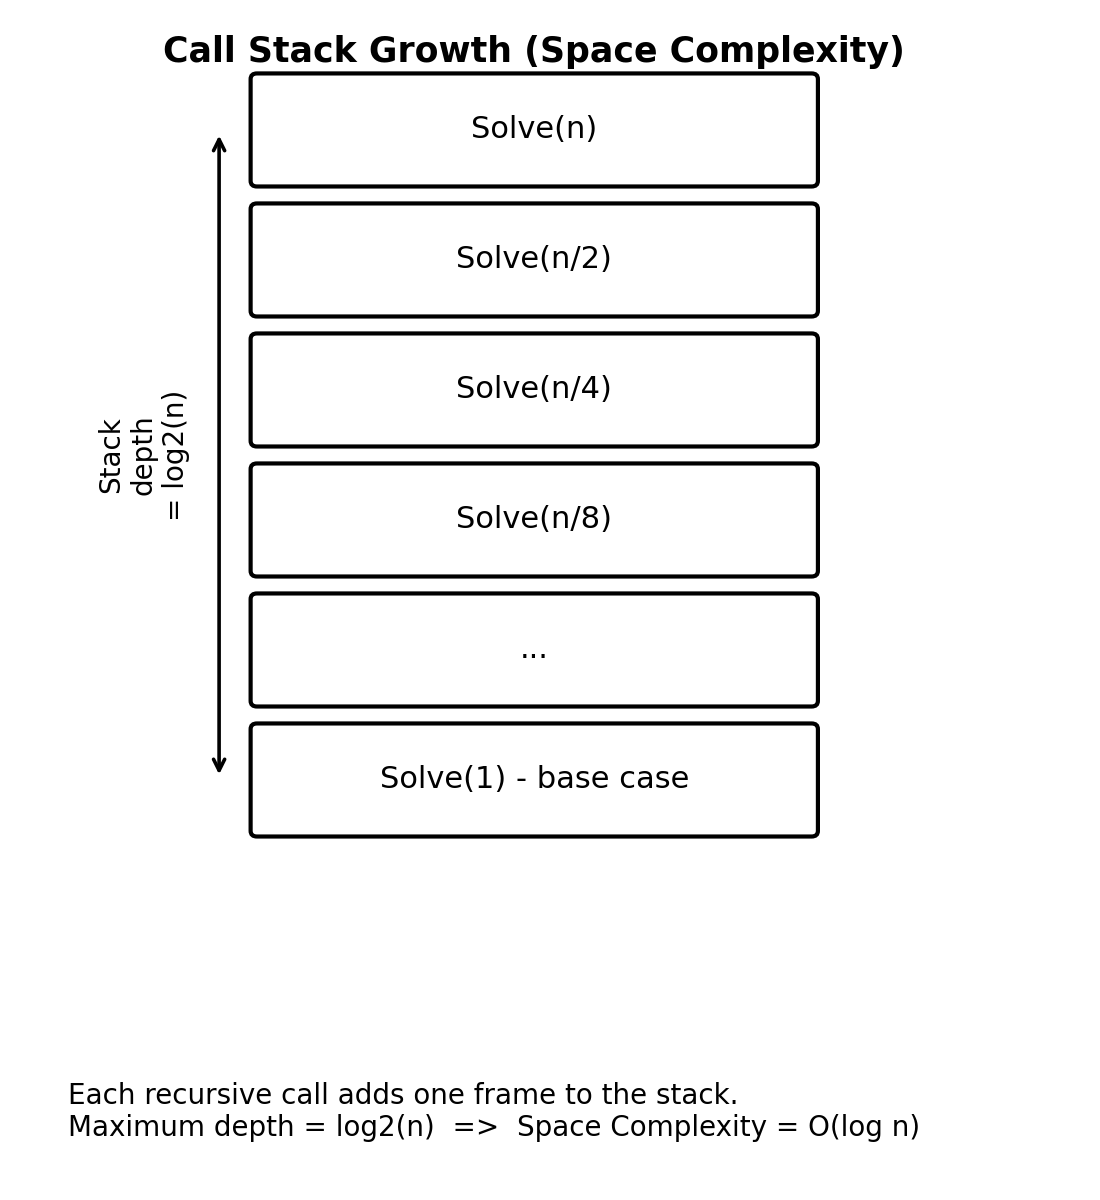 Call Stack Growth (Space Complexity)
Solve(n)
Solve(n/2)
Solve(n/4)
Solve(n/8)
...
Solve(1) - base case
Stack
depth
= log2(n)
Each recursive call adds one frame to the stack.
Maximum depth = log2(n)  =>  Space Complexity = O(log n)